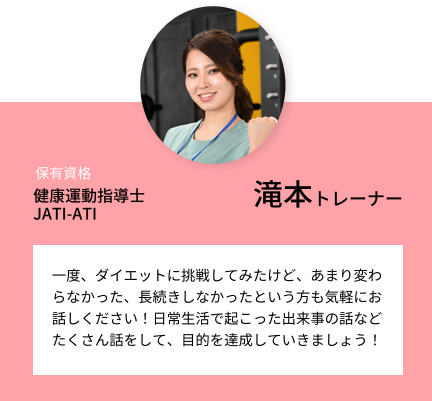 保有資格
健康運動指導士
JATI-ATI
滝本トレーナー
一度、ダイエットに挑戦してみたけど、あまり変わ
らなかった、長続きしなかったという方も気軽にお
話しください！日常生活で起こった出来事の話など
たくさん話をして、目的を達成していきましょう！